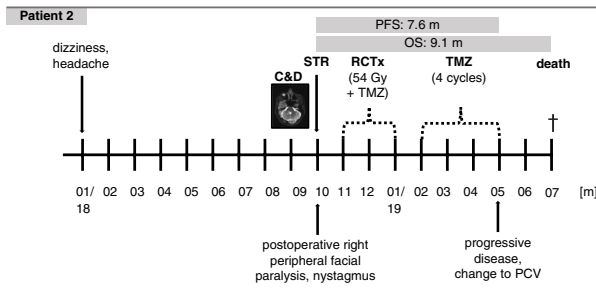 Patient 2
PFS: 7.6 m
OS: 9.1 m
dizziness,
headache
C&D
STR
RCTx
(54 Gy
+ TMZ)
TMZ
(4 cycles)
death
†
01/
18
02 03 04 05 06 07 08 09 10 11 12 01/
19
02 03 04 05 06 07 [m]
postoperative right
peripheral facial
paralysis, nystagmus
progressive
disease,
change to PCV